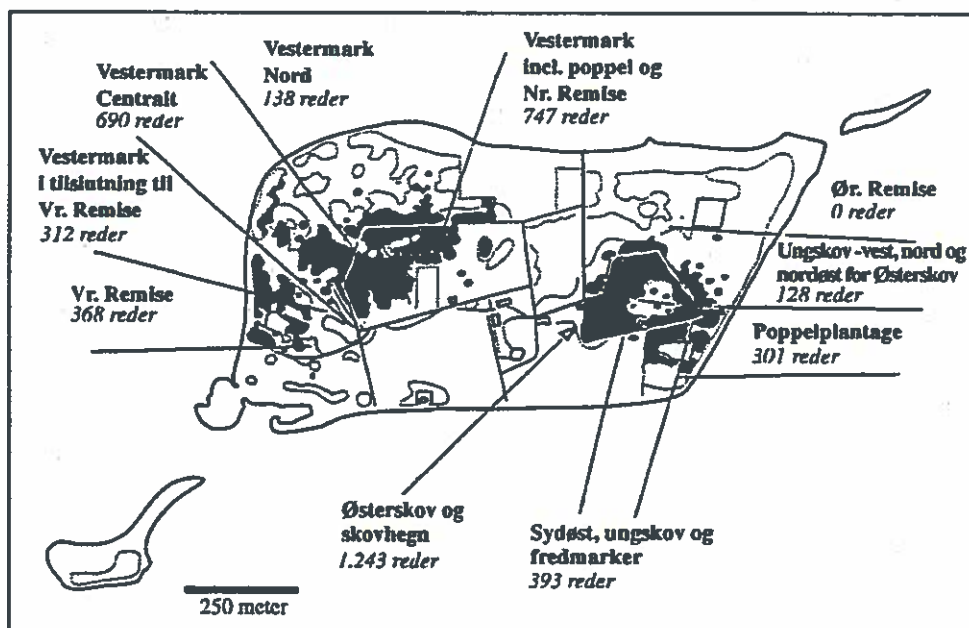 Vestermark
Centralt
690 reder
Vestermark
Nord
138 reder
Vestermark
incl. poppel og
Nr. Remise
747 reder
Vestermark
i tilslutning til
Vr. Remise
312 reder
Vr. Remise
368 reder
Ør. Remise
0 reder
Ungskov -vest, nord og
nordøst for Østerskov
128 reder
Poppelplantage
301 reder
Østerskov og
skovhegn
1.243 reder
Sydøst, ungskov og
fredmarker
393 reder
250 meter